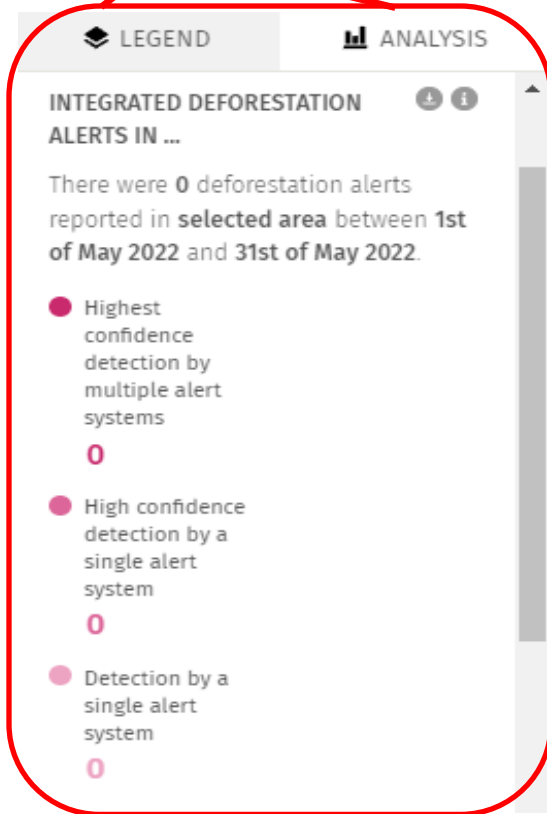 LEGEND
ANALYSIS
INTEGRATED DEFORESTATION
ALERTS IN ...
There were 0 deforestation alerts
reported in selected area between 1st
of May 2022 and 31st of May 2022.
Highest
confidence
detection by
multiple alert
systems
0
High confidence
detection by a
single alert
system
0
Detection by a
single alert
system
0